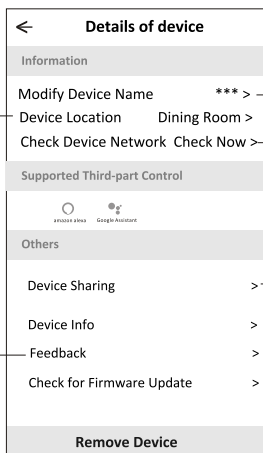 Details of device
Information
Modify Device Name *** >
Device Location Dining Room >
Check Device Network Check Now >
Supported Third-part Control
amazon alexa Google Assistant
Others
Device Sharing >
Device Info >
Feedback >
Check for Firmware Update >
Remove Device